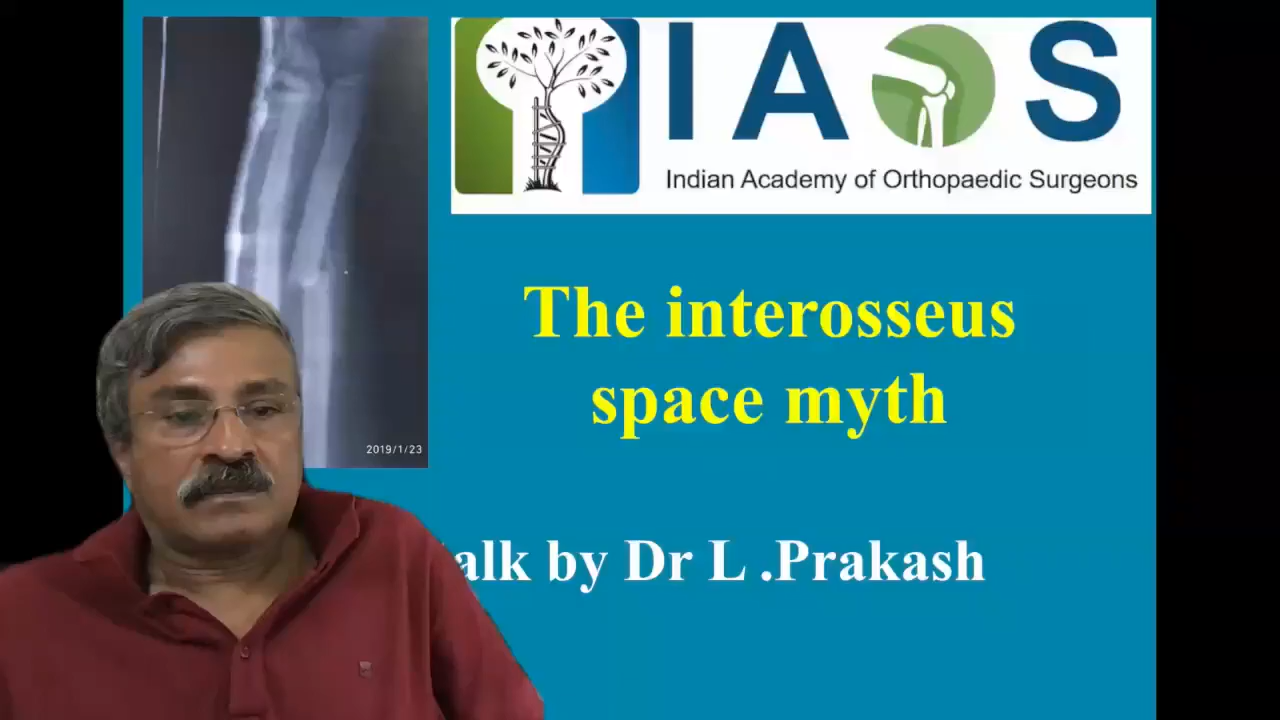 IAOS
Indian Academy of Orthopaedic Surgeons
The interosseus
space myth
2019/1/23
alk by Dr L .Prakash